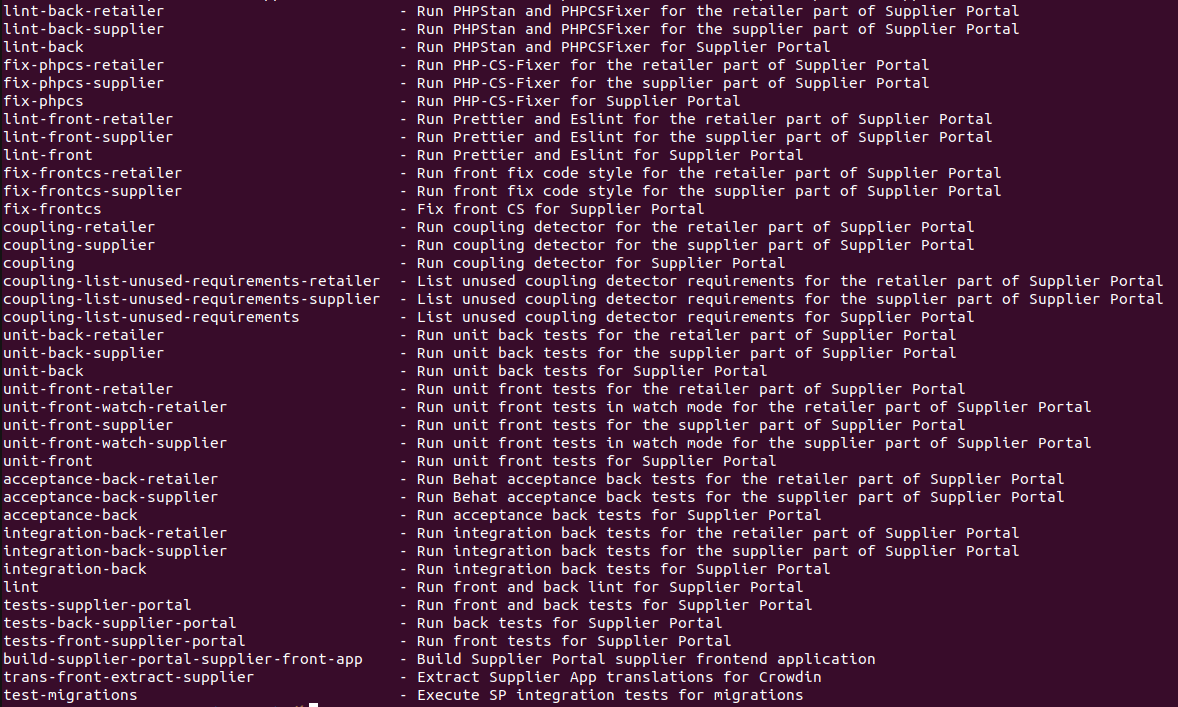 lint-back-retailer - Run PHPStan and PHPCSFixer for the retailer part of Supplier Portal
lint-back-supplier - Run PHPStan and PHPCSFixer for the supplier part of Supplier Portal
lint-back - Run PHPStan and PHPCSFixer for Supplier Portal
fix-phpcs-retailer - Run PHP-CS-Fixer for the retailer part of Supplier Portal
fix-phpcs-supplier - Run PHP-CS-Fixer for the supplier part of Supplier Portal
fix-phpcs - Run PHP-CS-Fixer for Supplier Portal
lint-front-retailer - Run Prettier and Eslint for the retailer part of Supplier Portal
lint-front-supplier - Run Prettier and Eslint for the supplier part of Supplier Portal
lint-front - Run Prettier and Eslint for Supplier Portal
fix-frontcs-retailer - Run front fix code style for the retailer part of Supplier Portal
fix-frontcs-supplier - Run front fix code style for the supplier part of Supplier Portal
fix-frontcs - Fix front CS for Supplier Portal
coupling-retailer - Run coupling detector for the retailer part of Supplier Portal
coupling-supplier - Run coupling detector for the supplier part of Supplier Portal
coupling - Run coupling detector for Supplier Portal
coupling-list-unused-requirements-retailer - List unused coupling detector requirements for the retailer part of Supplier Portal
coupling-list-unused-requirements-supplier - List unused coupling detector requirements for the supplier part of Supplier Portal
coupling-list-unused-requirements - List unused coupling detector requirements for Supplier Portal
unit-back-retailer - Run unit back tests for the retailer part of Supplier Portal
unit-back-supplier - Run unit back tests for the supplier part of Supplier Portal
unit-back - Run unit back tests for Supplier Portal
unit-front-retailer - Run unit front tests for the retailer part of Supplier Portal
unit-front-watch-retailer - Run unit front tests in watch mode for the retailer part of Supplier Portal
unit-front-supplier - Run unit front tests for the supplier part of Supplier Portal
unit-front-watch-supplier - Run unit front tests in watch mode for the supplier part of Supplier Portal
unit-front - Run unit front tests for Supplier Portal
acceptance-back-retailer - Run Behat acceptance back tests for the retailer part of Supplier Portal
acceptance-back-supplier - Run Behat acceptance back tests for the supplier part of Supplier Portal
acceptance-back - Run acceptance back tests for Supplier Portal
integration-back-retailer - Run integration back tests for the retailer part of Supplier Portal
integration-back-supplier - Run integration back tests for the supplier part of Supplier Portal
integration-back - Run integration back tests for Supplier Portal
lint - Run front and back lint for Supplier Portal
tests-supplier-portal - Run front and back tests for Supplier Portal
tests-back-supplier-portal - Run back tests for Supplier Portal
tests-front-supplier-portal - Run front tests for Supplier Portal
build-supplier-portal-supplier-front-app - Build Supplier Portal supplier frontend application
trans-front-extract-supplier - Extract Supplier App translations for Crowdin
test-migrations - Execute SP integration tests for migrations